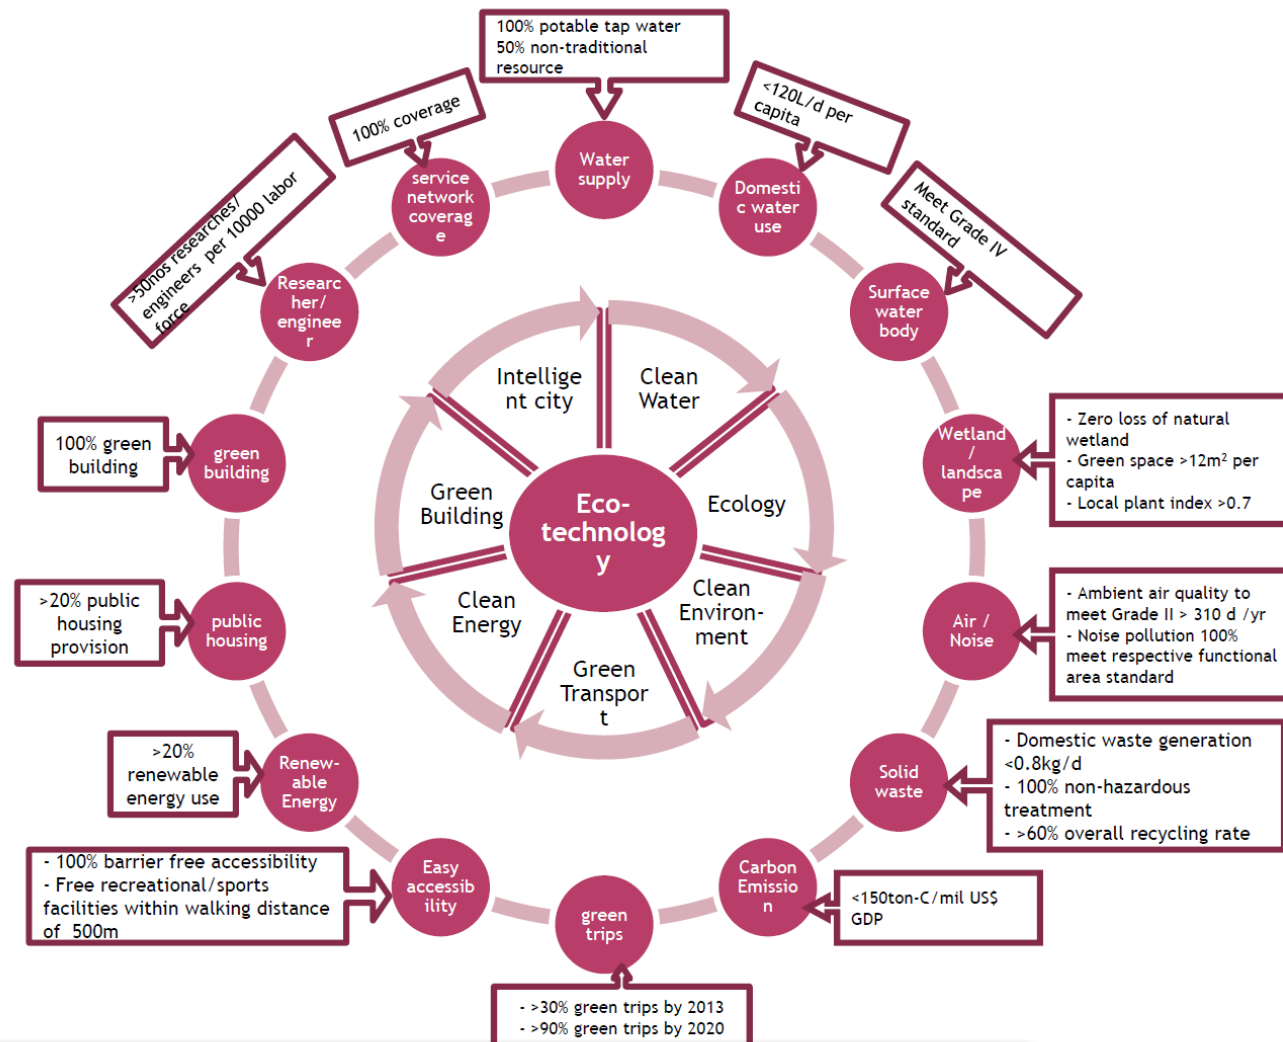 100% potable tap water
50% non-traditional
resource
Water
supply
<120L/d per
capita
Domesti
c water
use
Meet Grade IV
standard
Surface
water
body
- Zero loss of natural
wetland
- Green space >12m² per
capita
- Local plant index >0.7
Wetland
/
landsca
pe
- Ambient air quality to
meet Grade II > 310 d /yr
- Noise pollution 100%
meet respective functional
area standard
Air /
Noise
- Domestic waste generation
<0.8kg/d
- 100% non-hazardous
treatment
- >60% overall recycling rate
Solid
waste
<150ton-C/mil US$
GDP
Carbon
Emissio
n
- >30% green trips by 2013
- >90% green trips by 2020
green
trips
- 100% barrier free accessibility
- Free recreational/sports
facilities within walking distance
of 500m
Easy
accessib
ility
>20%
renewable
energy use
Renew-
able
Energy
>20% public
housing
provision
public
housing
100% green
building
green
building
>50nos researches/
engineers per 10000 labor
force
Researc
her/
enginee
r
100% coverage
service
network
coverag
e
Intellige
nt city
Clean
Water
Ecology
Clean
Environ-
ment
Green
Transpor
t
Clean
Energy
Green
Building
Eco-
technolog
y